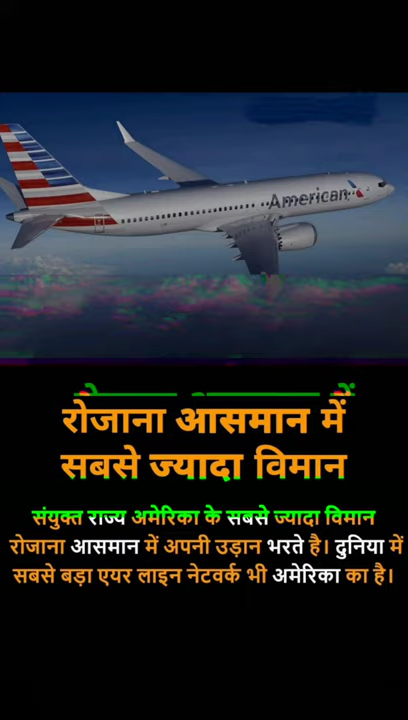 American
रोजाना आसमान में
सबसे ज्यादा विमान
संयुक्त राज्य अमेरिका के सबसे ज्यादा विमान
रोजाना आसमान में अपनी उड़ान भरते है। दुनिया में
सबसे बड़ा एयर लाइन नेटवर्क भी अमेरिका का है।